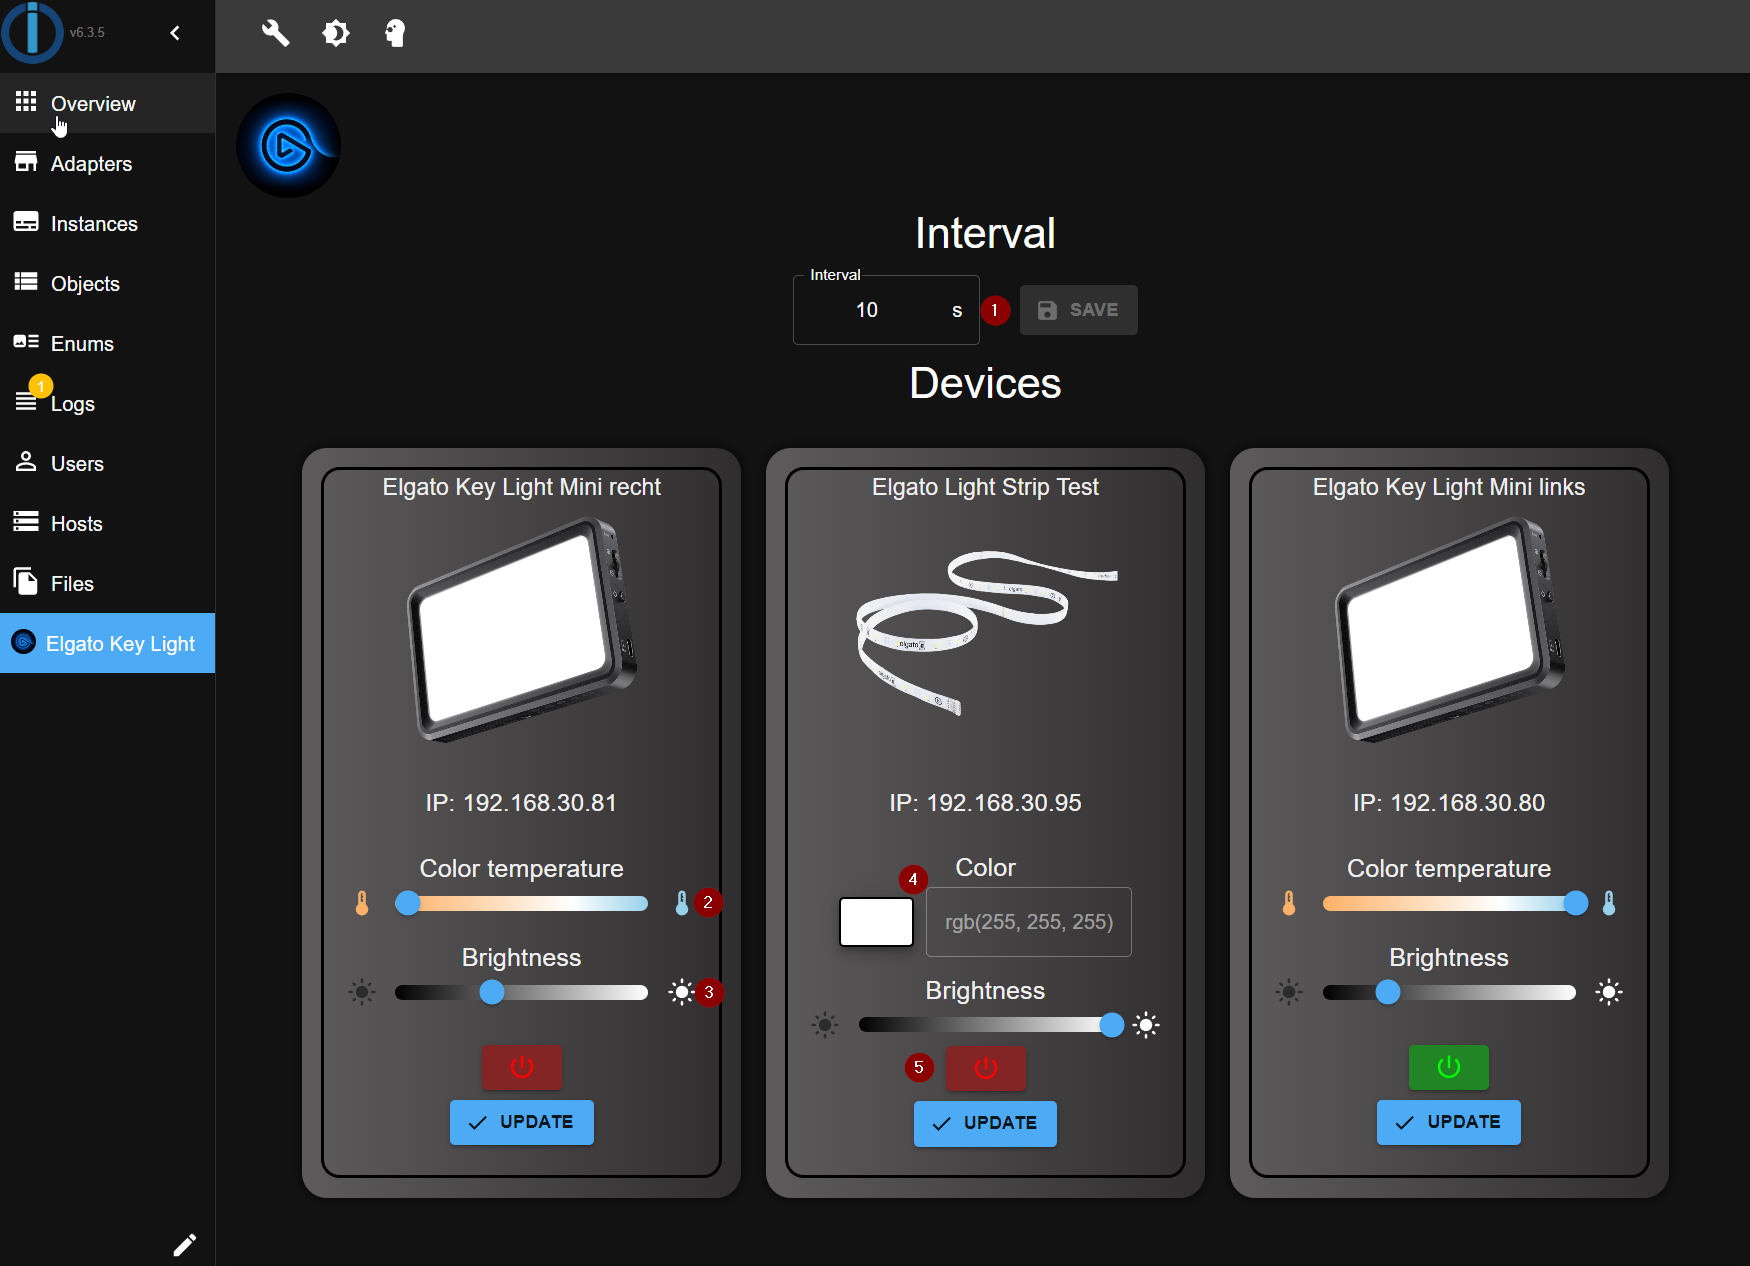 v6.3.5
Overview
Adapters
Instances
Objects
Enums
1
Logs
Users
Hosts
Files
Elgato Key Light
Interval
Interval
10 s
1
SAVE
Devices
Elgato Key Light Mini recht
IP: 192.168.30.81
Color temperature
2
Brightness
3
UPDATE
Elgato Light Strip Test
elgato
IP: 192.168.30.95
Color
4
rgb(255, 255, 255)
Brightness
5
UPDATE
Elgato Key Light Mini links
IP: 192.168.30.80
Color temperature
Brightness
UPDATE